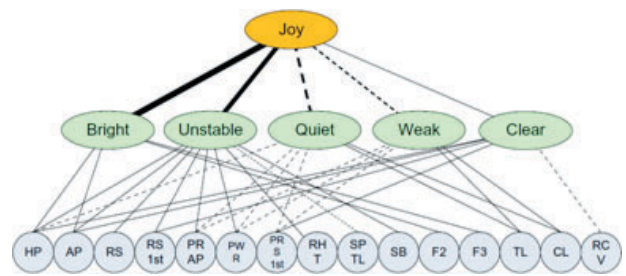 Joy
Bright Unstable Quiet Weak Clear
HP AP RS RS 1st PR AP PW R PR S 1st RH T SP TL SB F2 F3 TL CL RC V